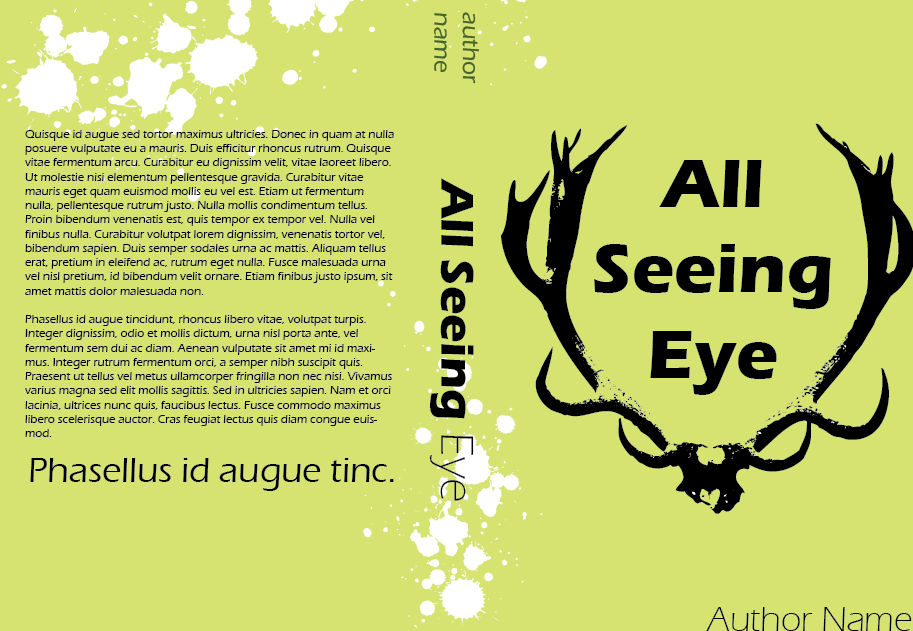 Quisque id augue sed tortor maximus ultricies. Donec in quam at nulla
posuere vulputate eu a mauris. Duis efficitur rhoncus rutrum. Quisque
vitae fermentum arcu. Curabitur eu dignissim velit, vitae laoreet libero.
Ut molestie nisi elementum pellentesque gravida. Curabitur vitae
mauris eget quam euismod mollis eu vel est. Etiam ut fermentum
nulla, pellentesque rutrum justo. Nulla mollis condimentum tellus.
Proin bibendum venenatis est, quis tempor ex tempor vel. Nulla vel
finibus nulla. Curabitur volutpat lorem dignissim, venenatis tortor vel,
bibendum sapien. Duis semper sodales urna ac mattis. Aliquam tellus
erat, pretium in eleifend ac, rutrum eget nulla. Fusce malesuada urna
vel nisl pretium, id bibendum velit ornare. Etiam finibus justo ipsum, sit
amet mattis dolor malesuada non.
Phasellus id augue tincidunt, rhoncus libero vitae, volutpat turpis.
Integer dignissim, odio et mollis dictum, urna nisl porta ante, vel
fermentum sem dui ac diam. Aenean vulputate sit amet mi id maxi-
mus. Integer rutrum fermentum orci, a semper nibh suscipit quis.
Praesent ut tellus vel metus ullamcorper fringilla non nec nisi. Vivamus
varius magna sed elit mollis sagittis. Sed in ultricies sapien. Nam et orci
lacinia, ultrices nunc quis, faucibus lectus. Fusce commodo maximus
libero scelerisque auctor. Cras feugiat lectus quis diam congue euis-
mod.
Phasellus id augue tinc.
author
name
All Seeing Eye
All
Seeing
Eye
Author Name